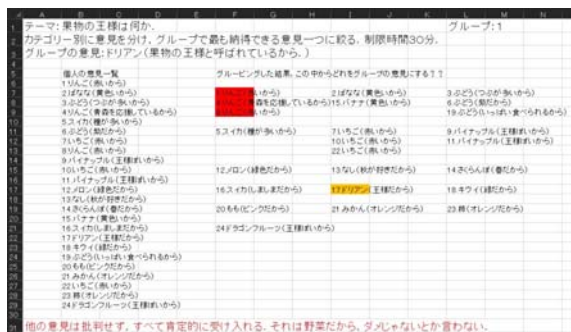 テーマ：果物の王様は何か． グループ：1
カテゴリー別に意見を分け，グループで最も納得できる意見一つに絞る．制限時間30分．
グループの意見：ドリアン（果物の王様と呼ばれているから．）
個人の意見一覧 グルーピングした結果，この中からどれをグループの意見にする？？
1りんご（赤いから）
2ばなな（黄色いから） 1りんご（赤いから） 2ばなな（黄色いから） 3ぶどう（つぶが多いから）
3ぶどう（つぶが多いから） 4りんご（青森を応援しているから） 15バナナ（黄色いから） 6ぶどう（紫だから）
4りんご（青森を応援しているから） 8りんご（赤いから） 19ぶどう（いっぱい食べられるから）
5スイカ（種が多いから）
6ぶどう（紫だから） 5スイカ（種が多いから） 7いちご（赤いから） 9パイナップル（王様ぽいから）
7いちご（赤いから） 10いちご（赤いから） 11パイナップル（王様ぽいから）
8りんご（赤いから） 22いちご（赤いから）
9パイナップル（王様ぽいから）
10いちご（赤いから） 12メロン（緑色だから） 13なし（秋が好きだから） 14さくらんぼ（春だから）
11パイナップル（王様ぽいから）
12メロン（緑色だから） 16スイカ（しましまだから） 17ドリアン（王様だから） 18キウイ（緑だから）
13なし（秋が好きだから）
14さくらんぼ（春だから） 20もも（ピンクだから） 21みかん（オレンジだから） 23柿（オレンジだから）
15バナナ（黄色いから）
16スイカ（しましまだから） 24ドラゴンフルーツ（王様ぽいから）
17ドリアン（王様だから）
18キウイ（緑だから）
19ぶどう（いっぱい食べられるから）
20もも（ピンクだから）
21みかん（オレンジだから）
22いちご（赤いから）
23柿（オレンジだから）
24ドラゴンフルーツ（王様ぽいから）
他の意見は批判せず，すべて肯定的に受け入れる．それは野菜だから，ダメじゃないとか言わない．